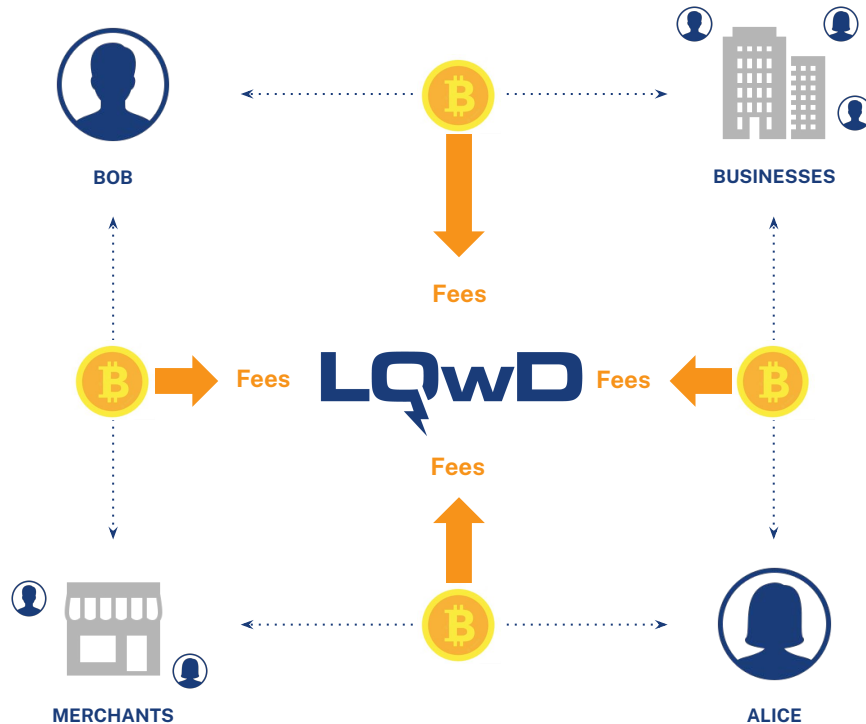 BOB
BUSINESSES
Fees
Fees
LQwD
Fees
Fees
MERCHANTS
ALICE